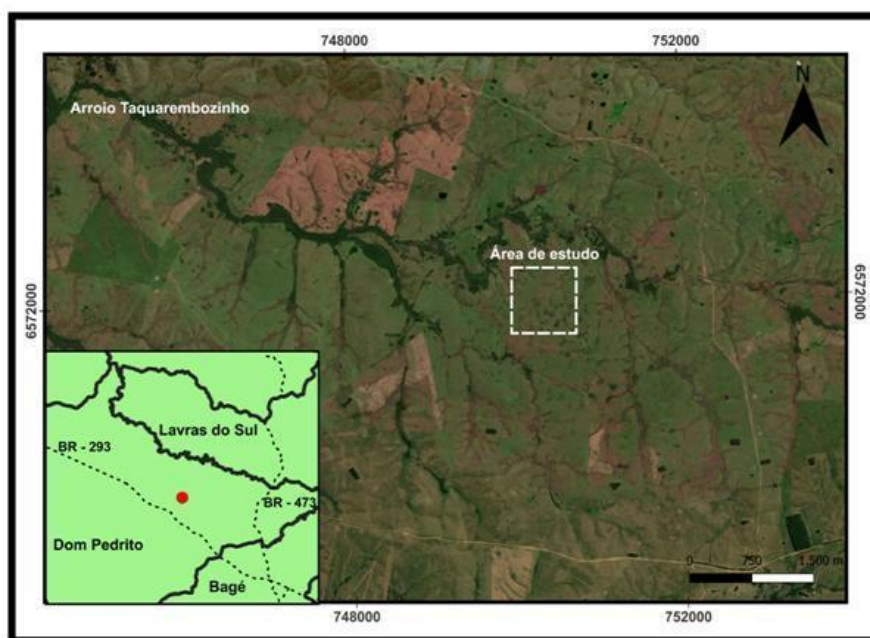 748000
752000
Arroio Taquarembozinho
N
Área de estudo
6572000
6572000
Lavras do Sul
BR - 293
BR - 473
Dom Pedrito
Bagé
0 750 1.500 m
748000
752000